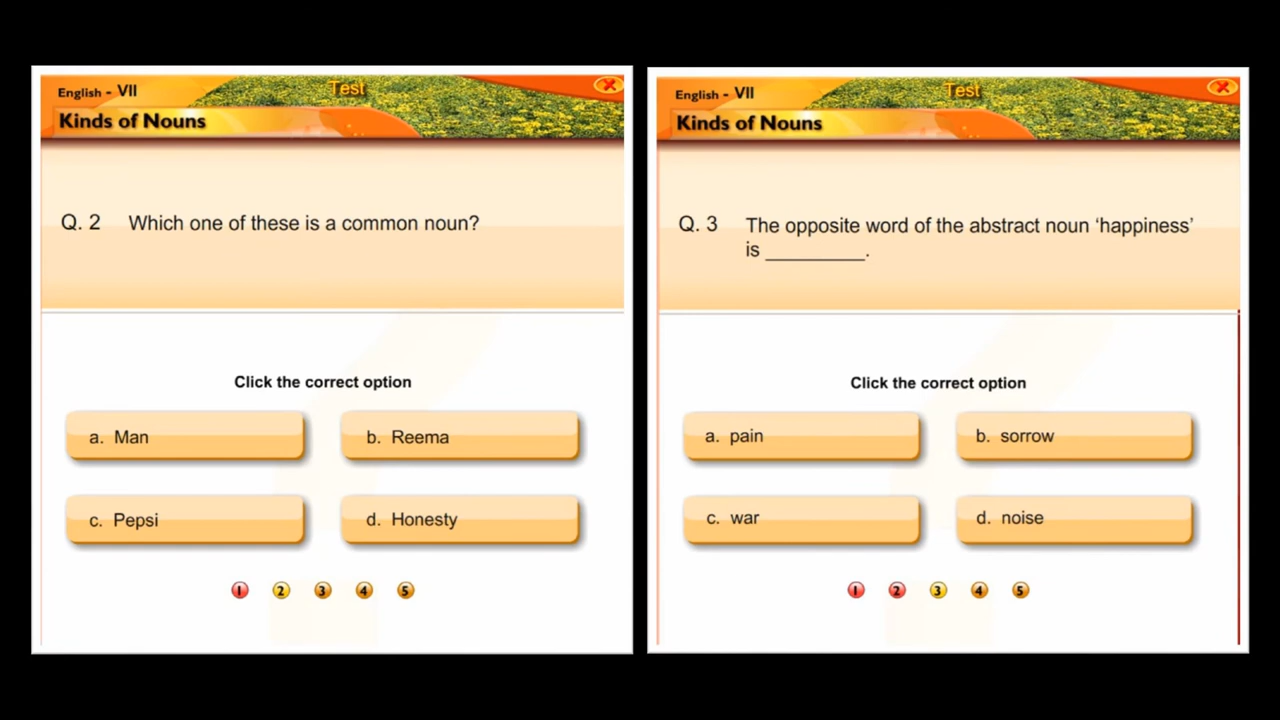 English - VII
Test
Kinds of Nouns
Q. 2 Which one of these is a common noun?
Click the correct option
a. Man
b. Reema
c. Pepsi
d. Honesty
1 2 3 4 5
English - VII
Test
Kinds of Nouns
Q. 3 The opposite word of the abstract noun ‘happiness’
is _________.
Click the correct option
a. pain
b. sorrow
c. war
d. noise
1 2 3 4 5